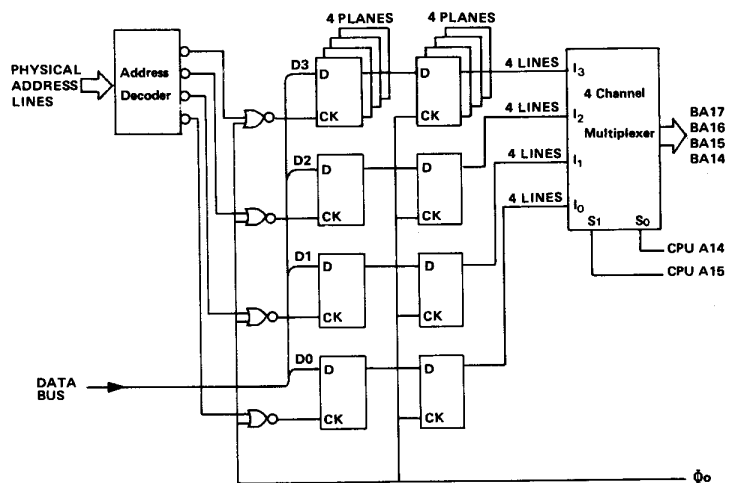 4 PLANES
4 PLANES
PHYSICAL
ADDRESS
LINES
Address
Decoder
D3
D
CK
D
CK
4 LINES
I3
4 Channel
Multiplexer
BA17
BA16
BA15
BA14
D2
D
CK
D
CK
4 LINES
I2
D1
D
CK
D
CK
4 LINES
I1
D0
D
CK
D
CK
4 LINES
I0
S1
S0
CPU A14
CPU A15
DATA
BUS
Φo